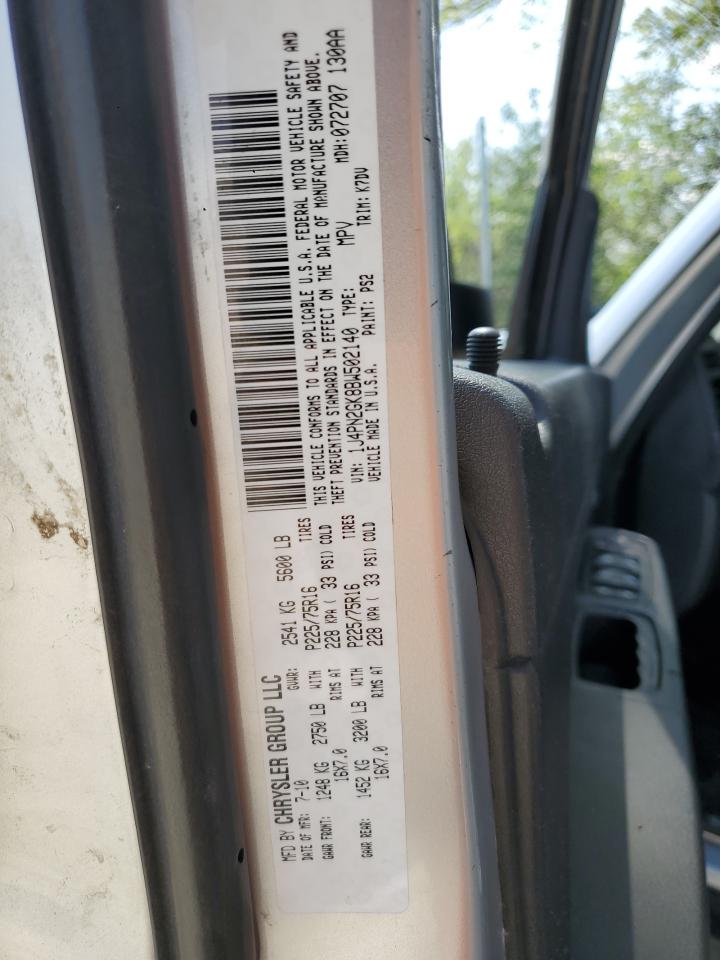 MFD BY CHRYSLER GROUP LLC
DATE OF MFR: 7-10 GVWR: 2541 KG 5600 LB
GAWR FRONT: 1248 KG 2750 LB WITH P225/75R16 TIRES
16X7.0 RIMS AT 228 KPA ( 33 PSI) COLD
GAWR REAR: 1452 KG 3200 LB WITH P225/75R16 TIRES
16X7.0 RIMS AT 228 KPA ( 33 PSI) COLD
THIS VEHICLE CONFORMS TO ALL APPLICABLE U.S.A. FEDERAL MOTOR VEHICLE SAFETY AND
THEFT PREVENTION STANDARDS IN EFFECT ON THE DATE OF MANUFACTURE SHOWN ABOVE.
VIN: 1J4PN2GK8BW502140 TYPE: MPV MDH:072707 130AA
VEHICLE MADE IN U.S.A. PAINT: PS2 TRIM: K7DV